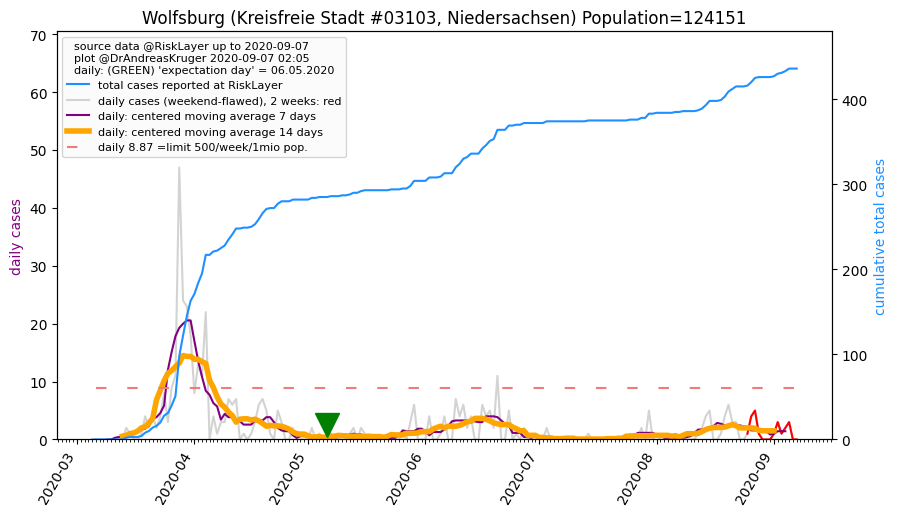 Wolfsburg (Kreisfreie Stadt #03103, Niedersachsen) Population=124151
source data @RiskLayer up to 2020-09-07
plot @DrAndreasKruger 2020-09-07 02:05
daily: (GREEN) 'expectation day' = 06.05.2020
total cases reported at RiskLayer
daily cases (weekend-flawed), 2 weeks: red
daily: centered moving average 7 days
daily: centered moving average 14 days
daily 8.87 =limit 500/week/1mio pop.
daily cases
70
60
50
40
30
20
10
0
cumulative total cases
400
300
200
100
0
2020-03
2020-04
2020-05
2020-06
2020-07
2020-08
2020-09